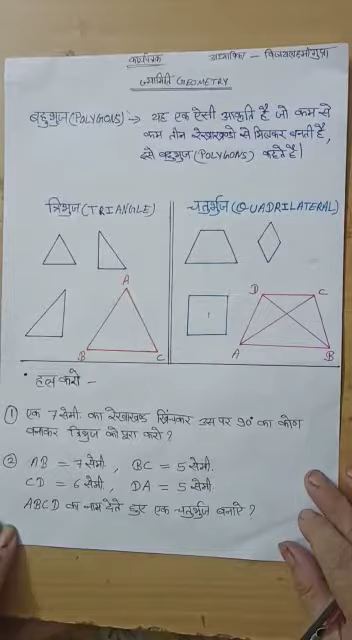 कार्यपत्रक
अध्यापिका - विजयलक्ष्मी गुप्ता
ज्यामिति GEOMETRY
बहुभुज (POLYGONS) :→ यह एक ऐसी आकृति है जो कम से
कम तीन रेखाखण्डो से मिलकर बनती है,
इसे बहुभुज (POLYGONS) कहते है।
त्रिभुज (TRIANGLE)
चतुर्भुज (QUADRILATERAL)
A
B C
D C
A B
हल करो -
① एक 7 सेमी. का रेखाखण्ड खिंचकर उस पर 90° का कोण
बनाकर त्रिभुज को पूरा करो?
② AB = 7 सेमी, BC = 5 सेमी.
CD = 6 सेमी, DA = 5 सेमी.
ABCD का नाम देते हुए एक चतुर्भुज बनाऐ?